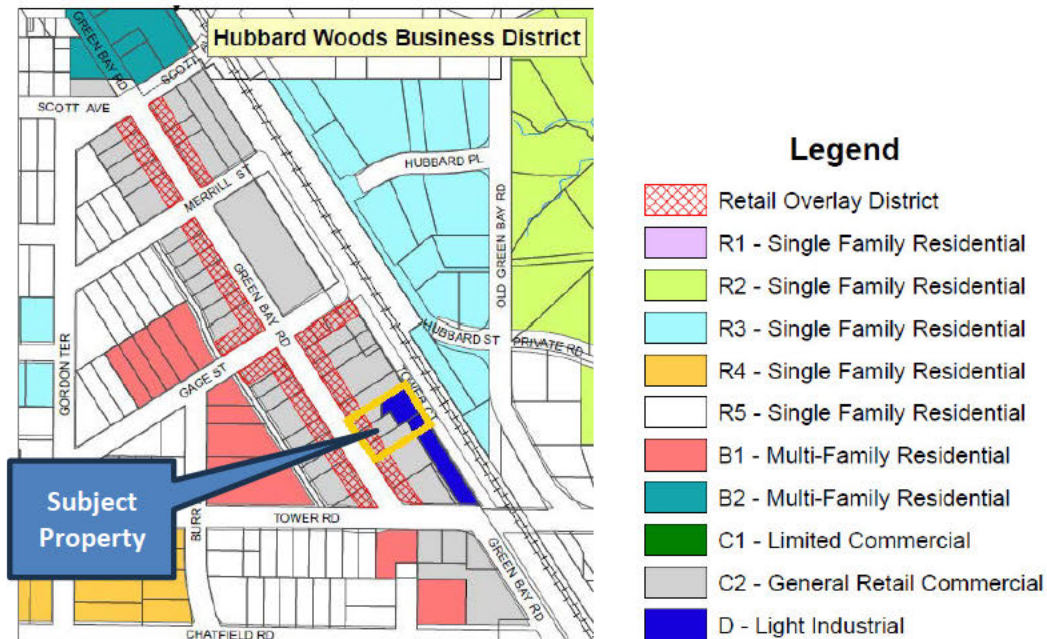 Hubbard Woods Business District
GREEN BAY RD
SCOTT
SCOTT AVE
HUBBARD PL
MERRILL ST
OLD GREEN BAY RD
GREEN BAY RD
HUBBARD ST
PRIVATE RD
GORDON TER
GAGE ST
Subject
Property
BURR
TOWER RD
GREEN BAY RD
CHATFIELD RD
Legend
Retail Overlay District
R1 - Single Family Residential
R2 - Single Family Residential
R3 - Single Family Residential
R4 - Single Family Residential
R5 - Single Family Residential
B1 - Multi-Family Residential
B2 - Multi-Family Residential
C1 - Limited Commercial
C2 - General Retail Commercial
D - Light Industrial